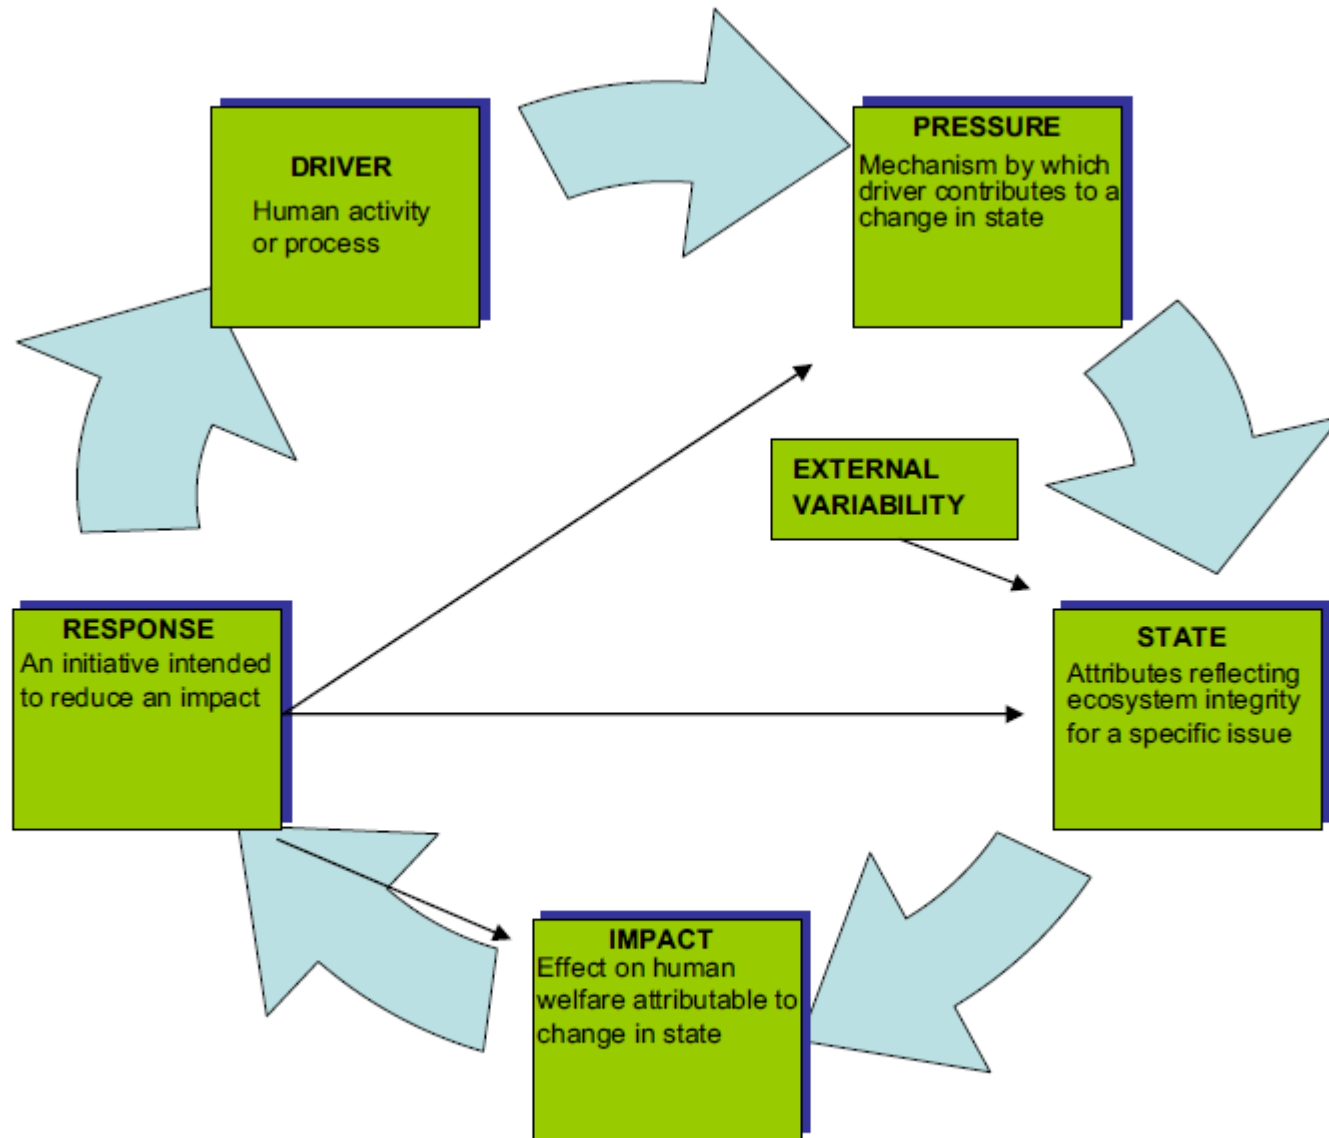 DRIVER
Human activity
or process
PRESSURE
Mechanism by which
driver contributes to a
change in state
EXTERNAL
VARIABILITY
RESPONSE
An initiative intended
to reduce an impact
STATE
Attributes reflecting
ecosystem integrity
for a specific issue
IMPACT
Effect on human
welfare attributable to
change in state